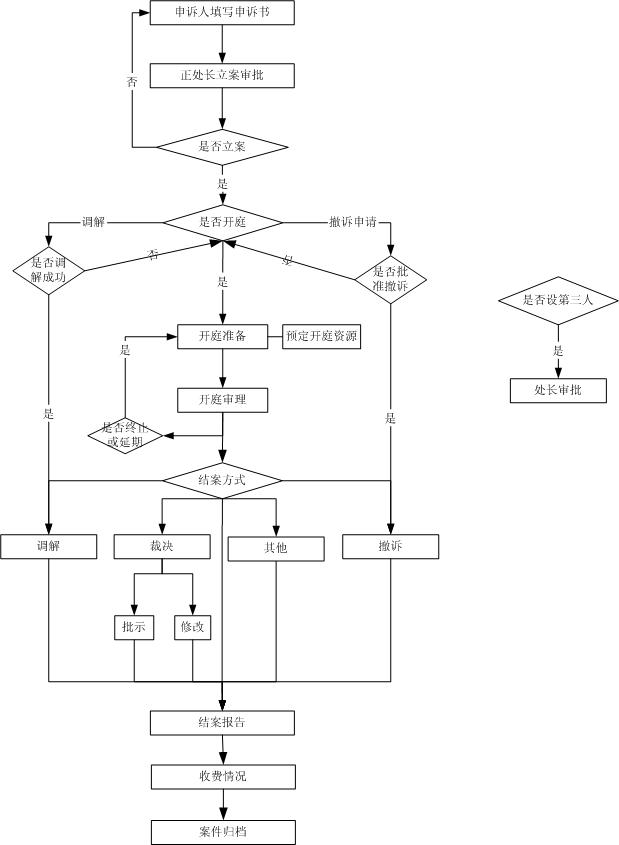 申诉人填写申诉书
正处长立案审批
否
是否立案
是
调解
是否开庭
撤诉申请
否
是否调
解成功
是否批
准撤诉
是
是否设第三人
是
开庭准备
预定开庭资源
是
处长审批
开庭审理
是
是
是否终止
或延期
结案方式
调解
裁决
其他
撤诉
批示
修改
结案报告
收费情况
案件归档